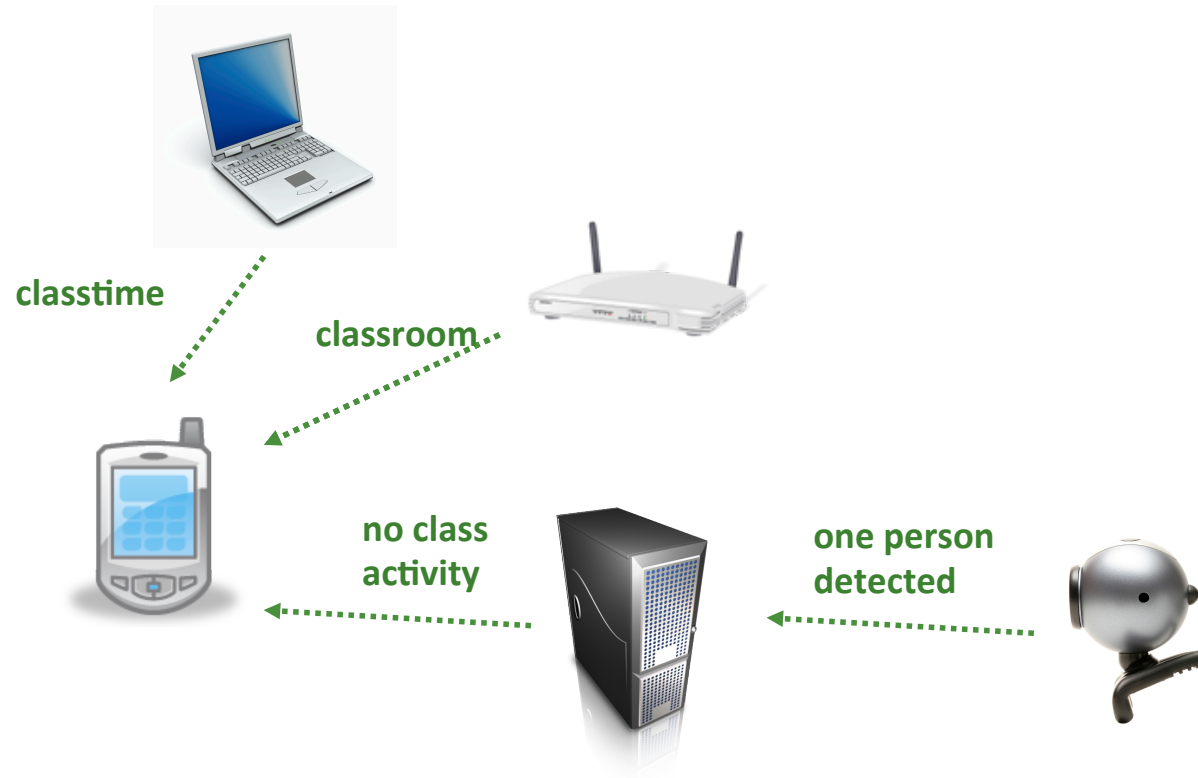 classtime
classroom
no class
activity
one person
detected